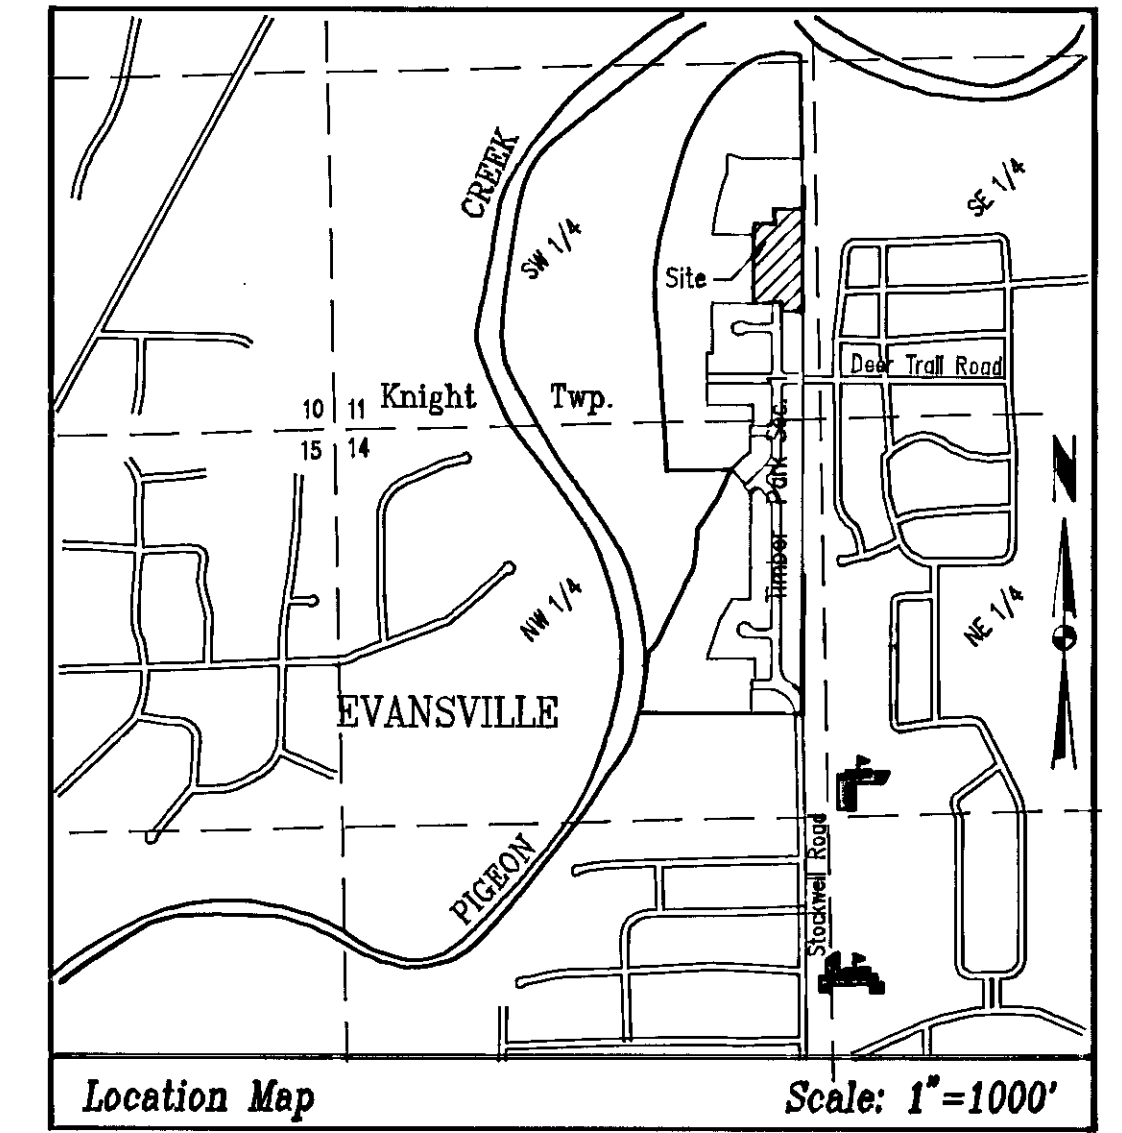 CREEK
SE 1/4
SW 1/4
Site
Deer Trail Road
10 11 Knight Twp.
15 14
Timber Park Sec.
N
NW 1/4
NE 1/4
EVANSVILLE
PIGEON
Stockwell Road
Location Map
Scale: 1"=1000'